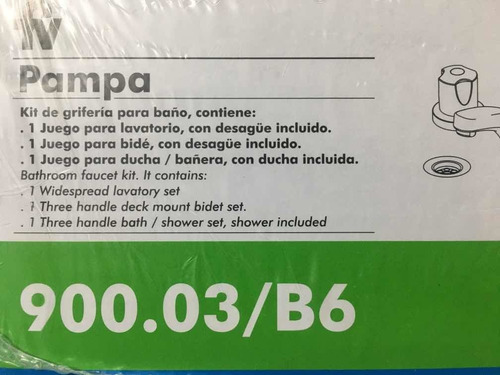 Pampa
Kit de grifería para baño, contiene:
. 1 Juego para lavatorio, con desagüe incluido.
. 1 Juego para bidé, con desagüe incluido.
. 1 Juego para ducha / bañera, con ducha incluida.
Bathroom faucet kit. It contains:
. 1 Widespread lavatory set
. 1 Three handle deck mount bidet set.
. 1 Three handle bath / shower set, shower included
900.03/B6